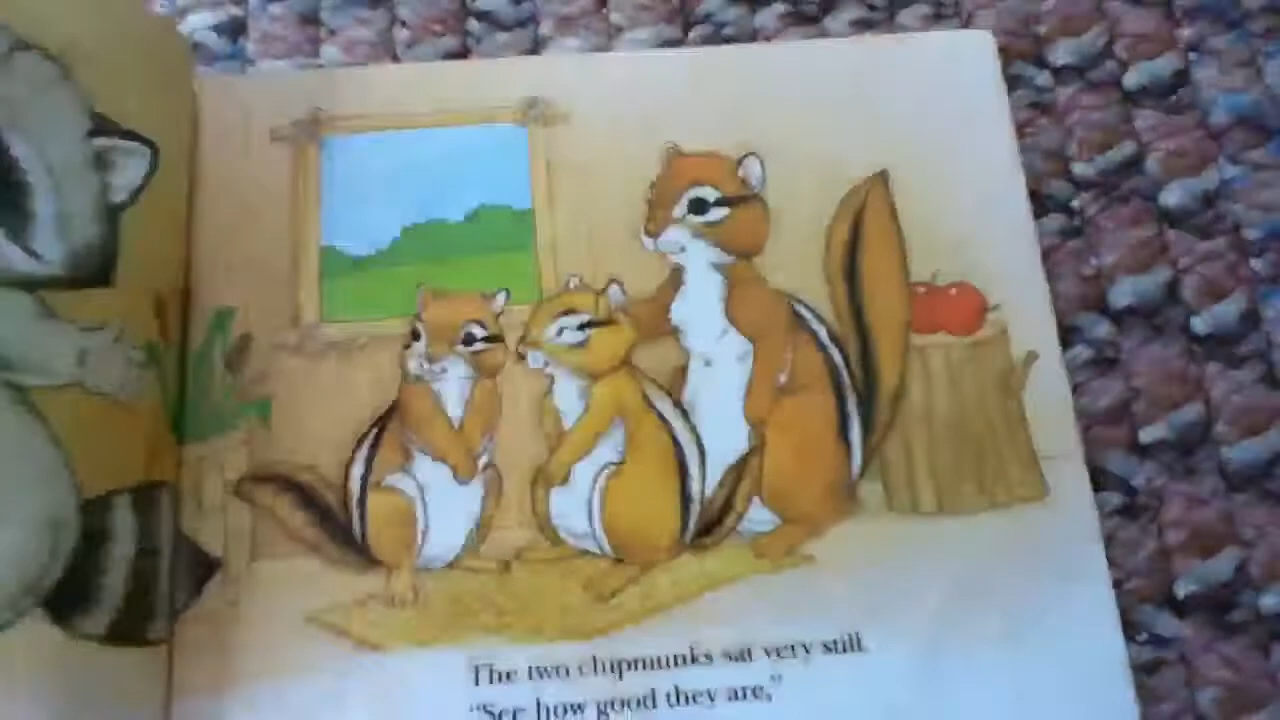 The two chipmunks sat very still.
“See how good they are,”